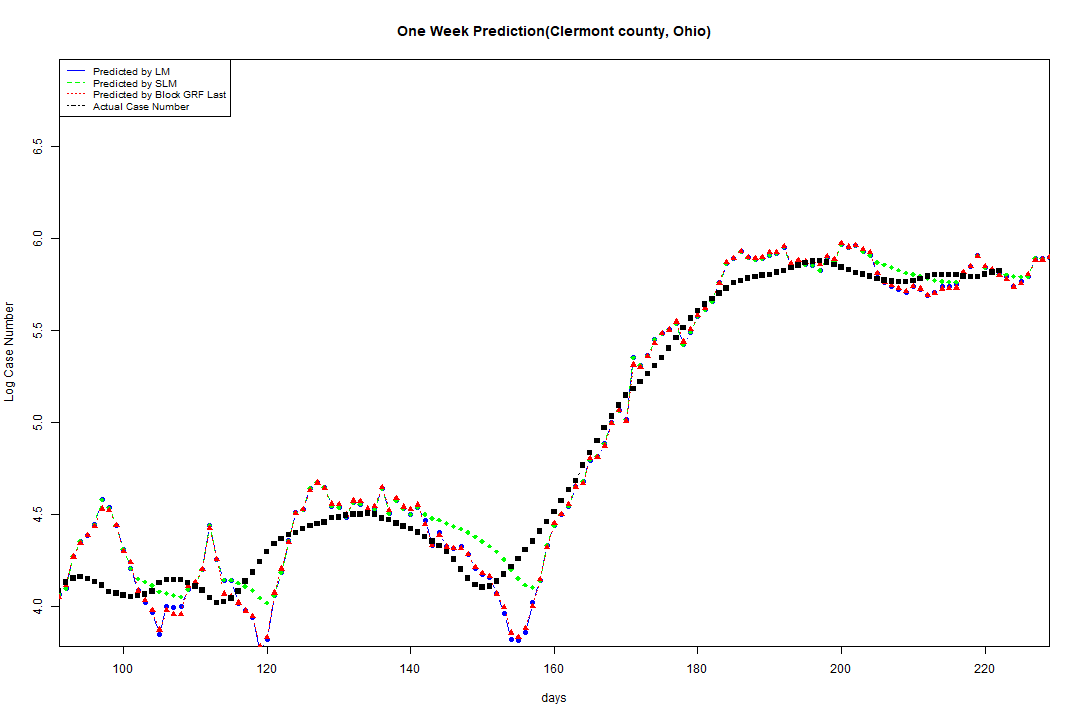 One Week Prediction(Clermont county, Ohio)
Predicted by LM
Predicted by SLM
Predicted by Block GRF Last
Actual Case Number
6.5
6.0
5.5
5.0
4.5
4.0
Log Case Number
100 120 140 160 180 200 220
days